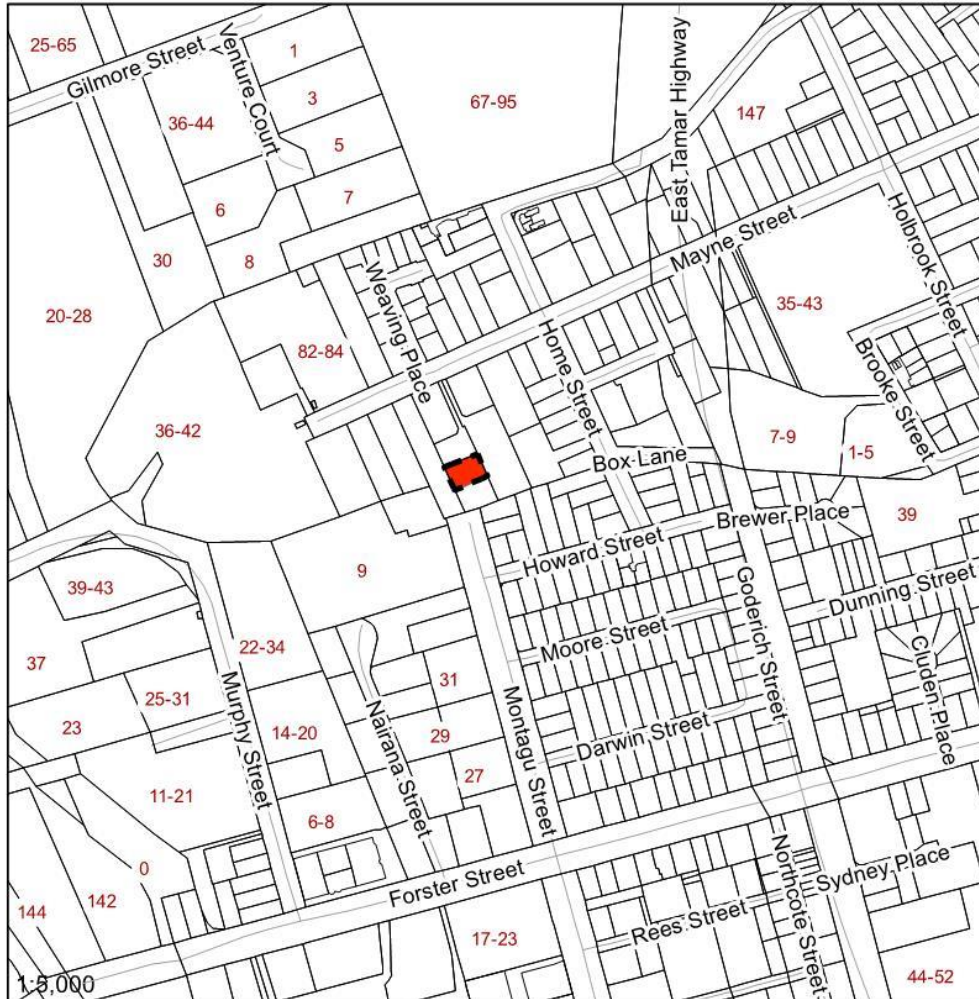 25-65
Gilmore Street
Venture Court
1
67-95
East Tamar Highway
147
36-44
3
5
6
7
Holbrook Street
Mayne Street
30
8
Weaving Place
35-43
20-28
82-84
Home Street
Brooke Street
36-42
7-9
1-5
Box Lane
Brewer Place
39
Howard Street
9
39-43
Goderich Street
Dunning Street
37
22-34
Moore Street
Cluden Place
25-31
31
23
Murphy Street
14-20
Nairana Street
29
Montagu Street
Darwin Street
27
11-21
6-8
0
142
144
Forster Street
Northcote Street
Sydney Place
Rees Street
17-23
44-52
1:5,000